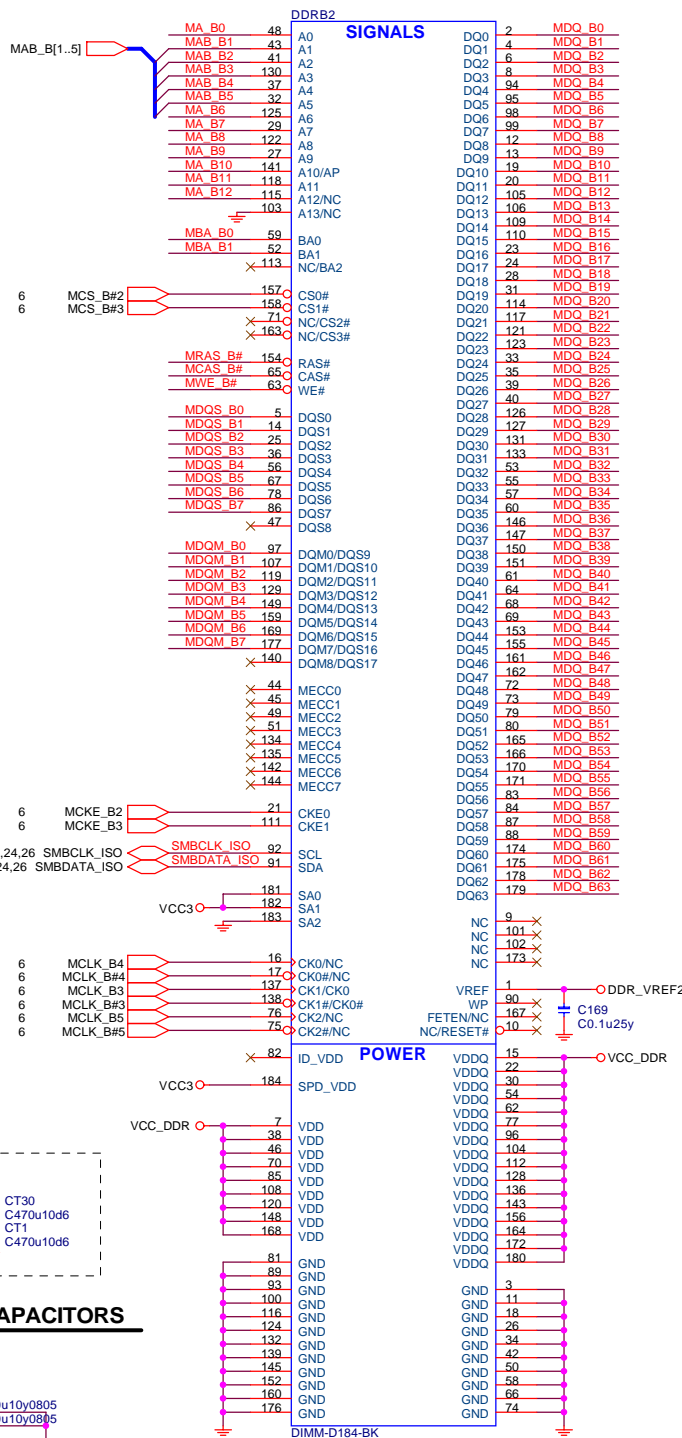 DDRB2
SIGNALS
MAB_B[1..5]
MA_B0 48 A0
MAB_B1 43 A1
MAB_B2 41 A2
MAB_B3 130 A3
MAB_B4 37 A4
MAB_B5 32 A5
MA_B6 125 A6
MA_B7 29 A7
MA_B8 122 A8
MA_B9 27 A9
MA_B10 141 A10/AP
MA_B11 118 A11
MA_B12 115 A12/NC
103 A13/NC
MBA_B0 59 BA0
MBA_B1 52 BA1
113 NC/BA2
6 MCS_B#2 157 CS0#
6 MCS_B#3 158 CS1#
71 NC/CS2#
163 NC/CS3#
MRAS_B# 154 RAS#
MCAS_B# 65 CAS#
MWE_B# 63 WE#
MDQS_B0 5 DQS0
MDQS_B1 14 DQS1
MDQS_B2 25 DQS2
MDQS_B3 36 DQS3
MDQS_B4 56 DQS4
MDQS_B5 67 DQS5
MDQS_B6 78 DQS6
MDQS_B7 86 DQS7
47 DQS8
MDQM_B0 97 DQM0/DQS9
MDQM_B1 107 DQM1/DQS10
MDQM_B2 119 DQM2/DQS11
MDQM_B3 129 DQM3/DQS12
MDQM_B4 149 DQM4/DQS13
MDQM_B5 159 DQM5/DQS14
MDQM_B6 169 DQM6/DQS15
MDQM_B7 177 DQM7/DQS16
140 DQM8/DQS17
44 MECC0
45 MECC1
49 MECC2
51 MECC3
134 MECC4
135 MECC5
142 MECC6
144 MECC7
6 MCKE_B2 21 CKE0
6 MCKE_B3 111 CKE1
,24,26 SMBCLK_ISO SMBCLK_ISO 92 SCL
24,26 SMBDATA_ISO SMBDATA_ISO 91 SDA
181 SA0
VCC3 182 SA1
183 SA2
6 MCLK_B4 16 CK0/NC
6 MCLK_B#4 17 CK0#/NC
6 MCLK_B3 137 CK1/CK0
6 MCLK_B#3 138 CK1#/CK0#
6 MCLK_B5 76 CK2/NC
6 MCLK_B#5 75 CK2#/NC
DQ0 2 MDQ_B0
DQ1 4 MDQ_B1
DQ2 6 MDQ_B2
DQ3 8 MDQ_B3
DQ4 94 MDQ_B4
DQ5 95 MDQ_B5
DQ6 98 MDQ_B6
DQ7 99 MDQ_B7
DQ8 12 MDQ_B8
DQ9 13 MDQ_B9
DQ10 19 MDQ_B10
DQ11 20 MDQ_B11
DQ12 105 MDQ_B12
DQ13 106 MDQ_B13
DQ14 109 MDQ_B14
DQ15 110 MDQ_B15
DQ16 23 MDQ_B16
DQ17 24 MDQ_B17
DQ18 28 MDQ_B18
DQ19 31 MDQ_B19
DQ20 114 MDQ_B20
DQ21 117 MDQ_B21
DQ22 121 MDQ_B22
DQ23 123 MDQ_B23
DQ24 33 MDQ_B24
DQ25 35 MDQ_B25
DQ26 39 MDQ_B26
DQ27 40 MDQ_B27
DQ28 126 MDQ_B28
DQ29 127 MDQ_B29
DQ30 131 MDQ_B30
DQ31 133 MDQ_B31
DQ32 53 MDQ_B32
DQ33 55 MDQ_B33
DQ34 57 MDQ_B34
DQ35 60 MDQ_B35
DQ36 146 MDQ_B36
DQ37 147 MDQ_B37
DQ38 150 MDQ_B38
DQ39 151 MDQ_B39
DQ40 61 MDQ_B40
DQ41 64 MDQ_B41
DQ42 68 MDQ_B42
DQ43 69 MDQ_B43
DQ44 153 MDQ_B44
DQ45 155 MDQ_B45
DQ46 161 MDQ_B46
DQ47 162 MDQ_B47
DQ48 72 MDQ_B48
DQ49 73 MDQ_B49
DQ50 79 MDQ_B50
DQ51 80 MDQ_B51
DQ52 165 MDQ_B52
DQ53 166 MDQ_B53
DQ54 170 MDQ_B54
DQ55 171 MDQ_B55
DQ56 83 MDQ_B56
DQ57 84 MDQ_B57
DQ58 87 MDQ_B58
DQ59 88 MDQ_B59
DQ60 174 MDQ_B60
DQ61 175 MDQ_B61
DQ62 178 MDQ_B62
DQ63 179 MDQ_B63
NC 9
NC 101
NC 102
NC 173
VREF 1 DDR_VREF2
WP 90
FETEN/NC 167
NC/RESET# 10
C169
C0.1u25y
POWER
82 ID_VDD
VCC3 184 SPD_VDD
VCC_DDR 7 VDD
38 VDD
46 VDD
70 VDD
85 VDD
108 VDD
120 VDD
148 VDD
168 VDD
81 GND
89 GND
93 GND
100 GND
116 GND
124 GND
132 GND
139 GND
145 GND
152 GND
160 GND
176 GND
VDDQ 15 VCC_DDR
VDDQ 22
VDDQ 30
VDDQ 54
VDDQ 62
VDDQ 77
VDDQ 96
VDDQ 104
VDDQ 112
VDDQ 128
VDDQ 136
VDDQ 143
VDDQ 156
VDDQ 164
VDDQ 172
VDDQ 180
GND 3
GND 11
GND 18
GND 26
GND 34
GND 42
GND 50
GND 58
GND 66
GND 74
DIMM-D184-BK
CT30
C470u10d6
CT1
C470u10d6
APACITORS
u10y0805
u10y0805